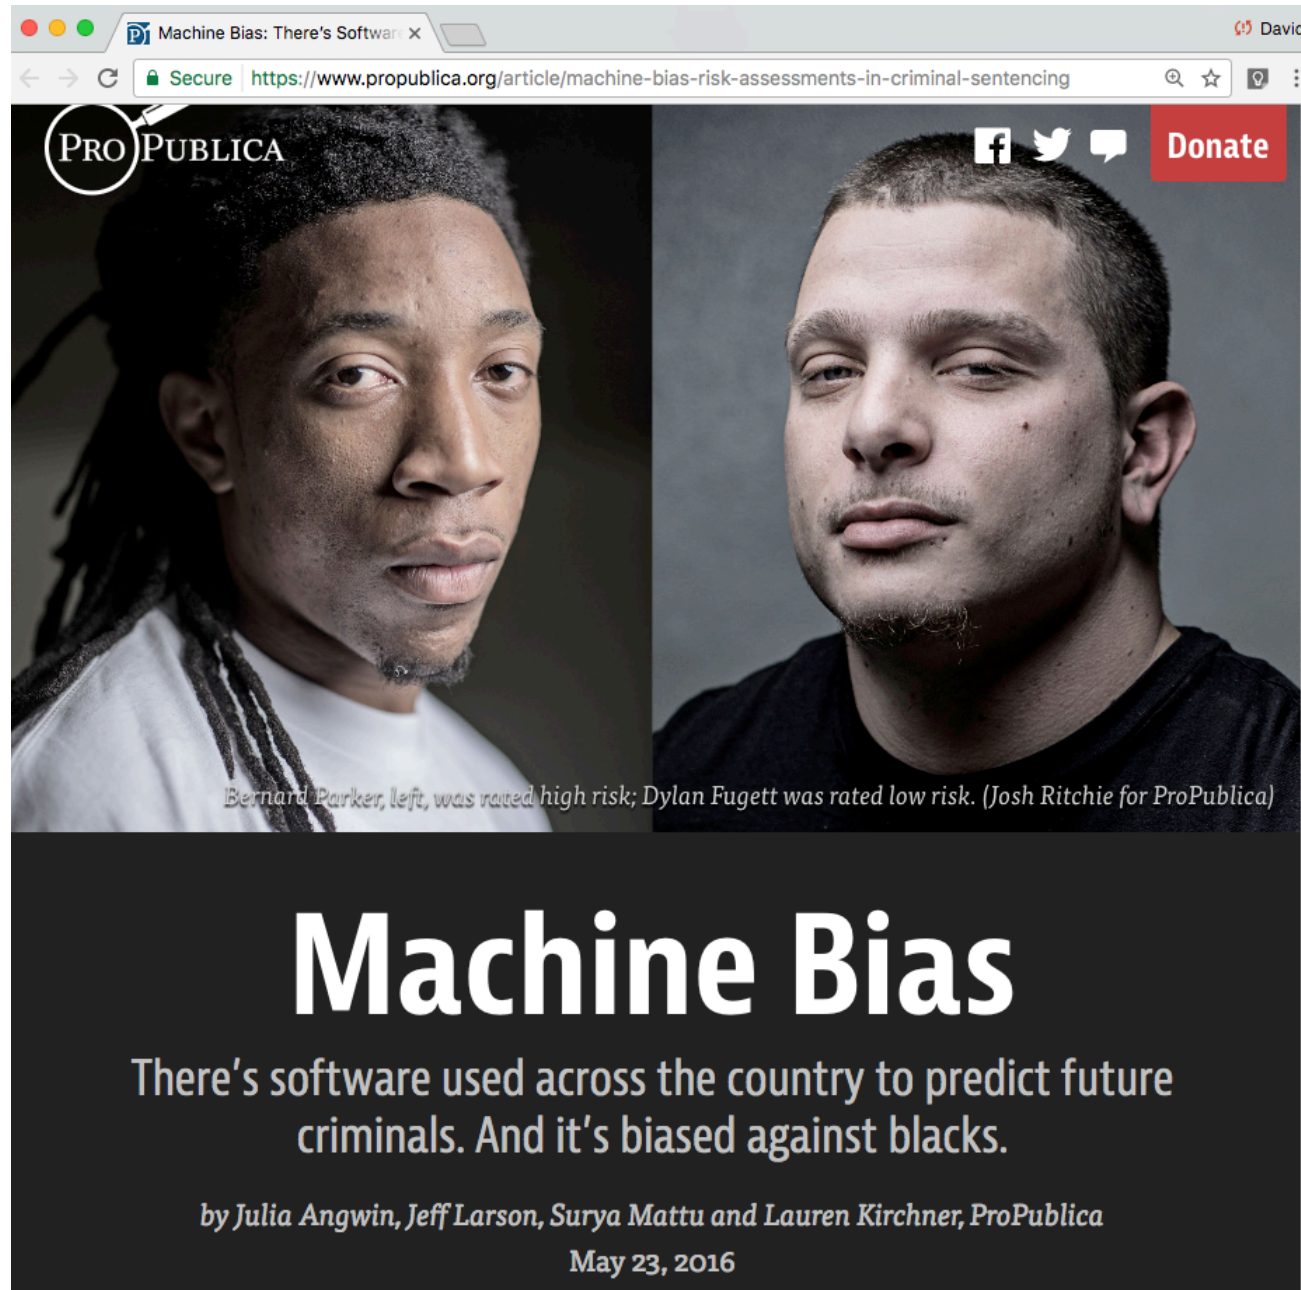 Machine Bias: There's Softwar
Davic
Secure https://www.propublica.org/article/machine-bias-risk-assessments-in-criminal-sentencing
PROPUBLICA
Donate
Bernard Parker, left, was rated high risk; Dylan Fugett was rated low risk. (Josh Ritchie for ProPublica)
Machine Bias
There's software used across the country to predict future
criminals. And it's biased against blacks.
by Julia Angwin, Jeff Larson, Surya Mattu and Lauren Kirchner, ProPublica
May 23, 2016